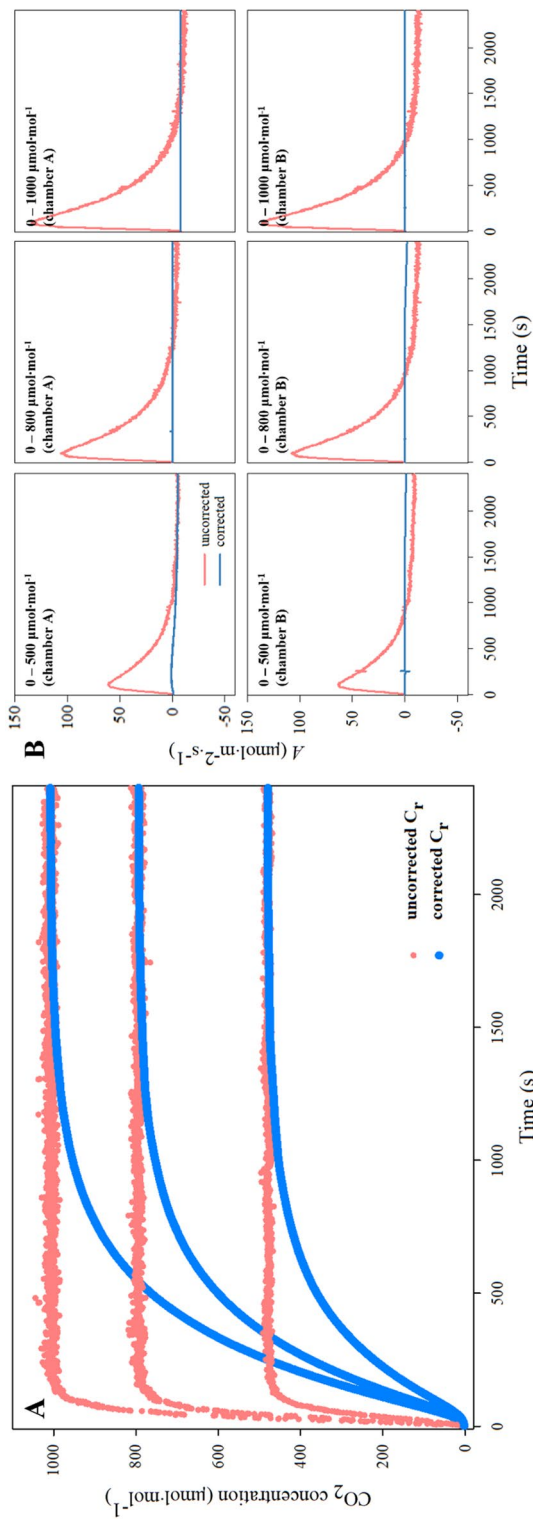 A
CO2 concentration (µmol·mol-1)
1000
800
600
400
200
0
uncorrected Cr
corrected Cr
0
500
1000
1500
2000
Time (s)
B
A (µmol·m-2·s-1)
150
100
50
0
0 – 500 µmol·mol-1
(chamber A)
uncorrected
corrected
0 – 800 µmol·mol-1
(chamber A)
0 – 1000 µmol·mol-1
(chamber A)
150
100
50
0
-50
0 – 500 µmol·mol-1
(chamber B)
0 – 800 µmol·mol-1
(chamber B)
0 – 1000 µmol·mol-1
(chamber B)
0 500 1000 1500 2000
0 500 1000 1500 2000
0 500 1000 1500 2000
Time (s)